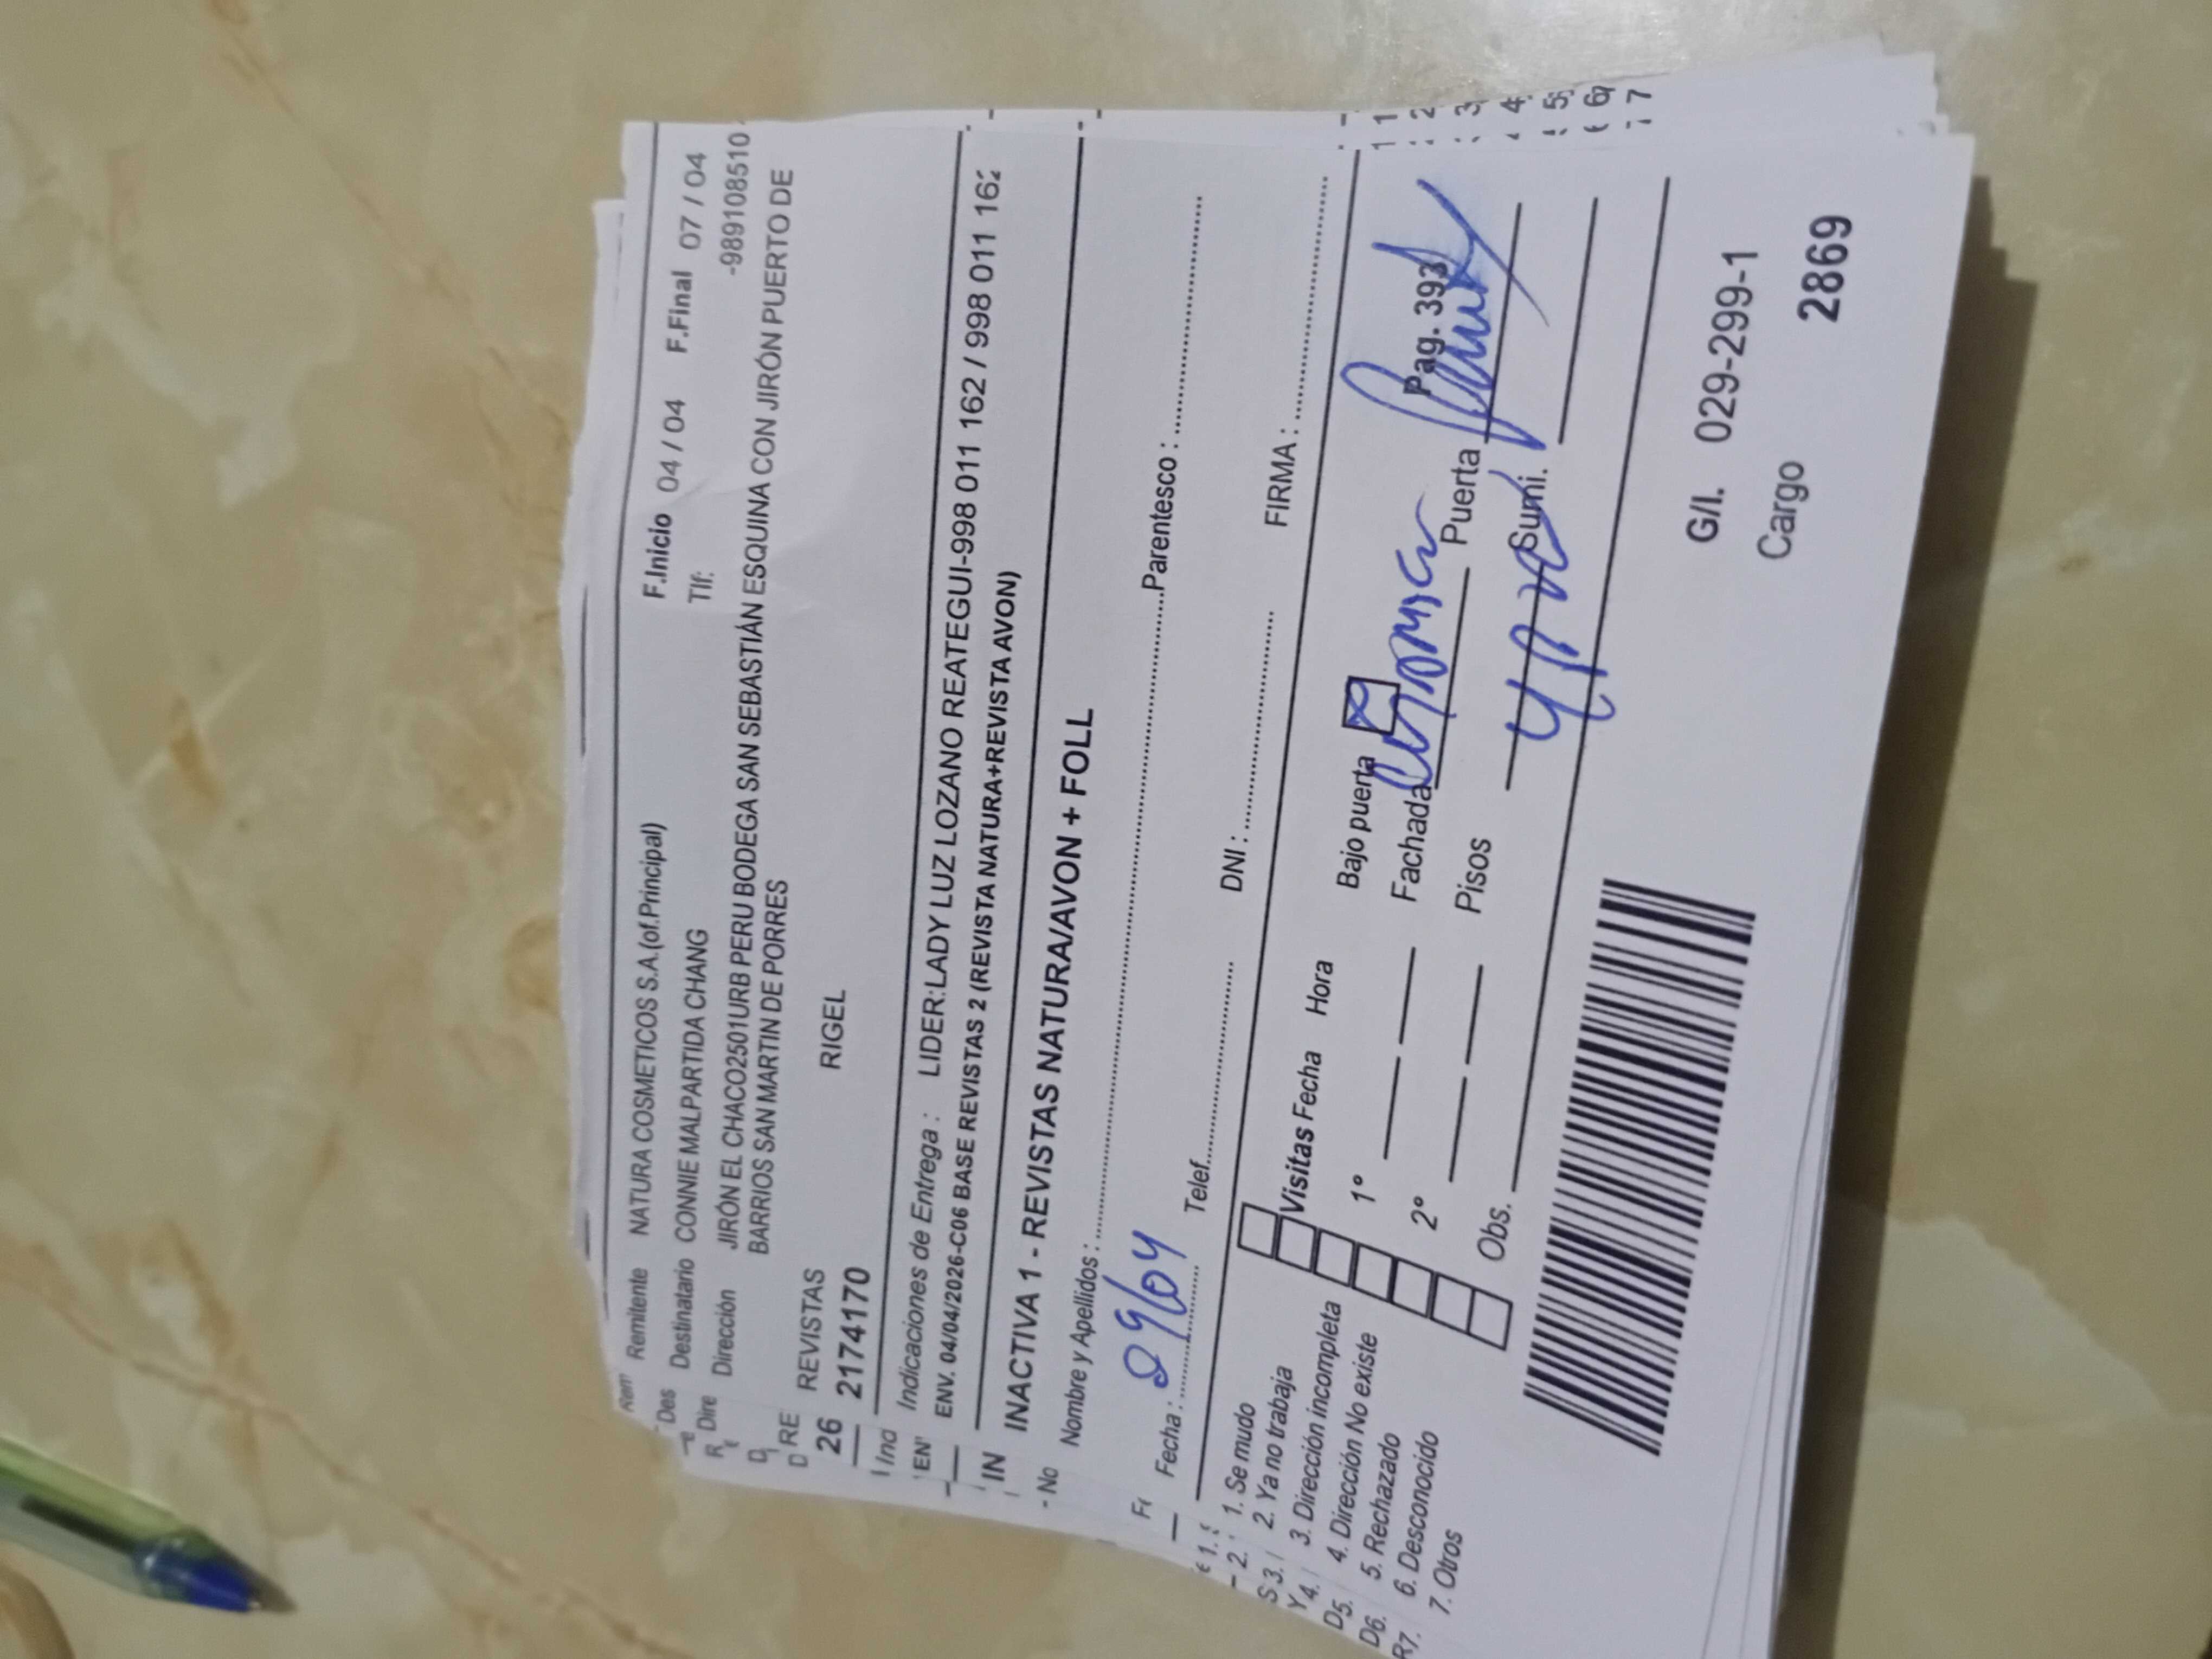 Remitente NATURA COSMETICOS S.A.(of.Principal) F.Inicio 04 / 04 F.Final 07 / 04
Destinatario CONNIE MALPARTIDA CHANG Tlf: -989108510
Dirección JIRÓN EL CHACO2501URB PERU BODEGA SAN SEBASTIÁN ESQUINA CON JIRÓN PUERTO DE
BARRIOS SAN MARTIN DE PORRES
REVISTAS RIGEL
2174170
Indicaciones de Entrega : LIDER:LADY LUZ LOZANO REATEGUI-998 011 162 / 998 011 162
ENV. 04/04/2026-C06 BASE REVISTAS 2 (REVISTA NATURA+REVISTA AVON)
INACTIVA 1 - REVISTAS NATURA/AVON + FOLL
Nombre y Apellidos : Parentesco :
Fecha : 09/04 Telef. DNI : FIRMA :
1. Se mudo
2. Ya no trabaja
3. Dirección incompleta
4. Dirección No existe
5. Rechazado
6. Desconocido
7. Otros
Visitas Fecha Hora Bajo puerta
1° Fachada Puerta Pag. 393
2° Pisos Sumi.
Obs.
G/I. 029-299-1
Cargo 2869